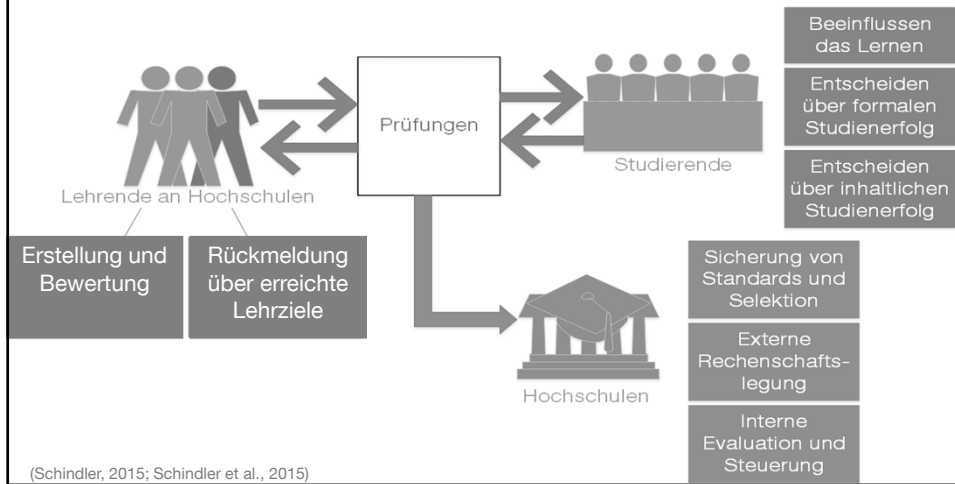 Beeinflussen
das Lernen
Entscheiden
über formalen
Studienerfolg
Entscheiden
über inhaltlichen
Studienerfolg
Prüfungen
Studierende
Lehrende an Hochschulen
Erstellung und
Bewertung
Rückmeldung
über erreichte
Lehrziele
Sicherung von
Standards und
Selektion
Externe
Rechenschafts-
legung
Interne
Evaluation und
Steuerung
Hochschulen
(Schindler, 2015; Schindler et al., 2015)